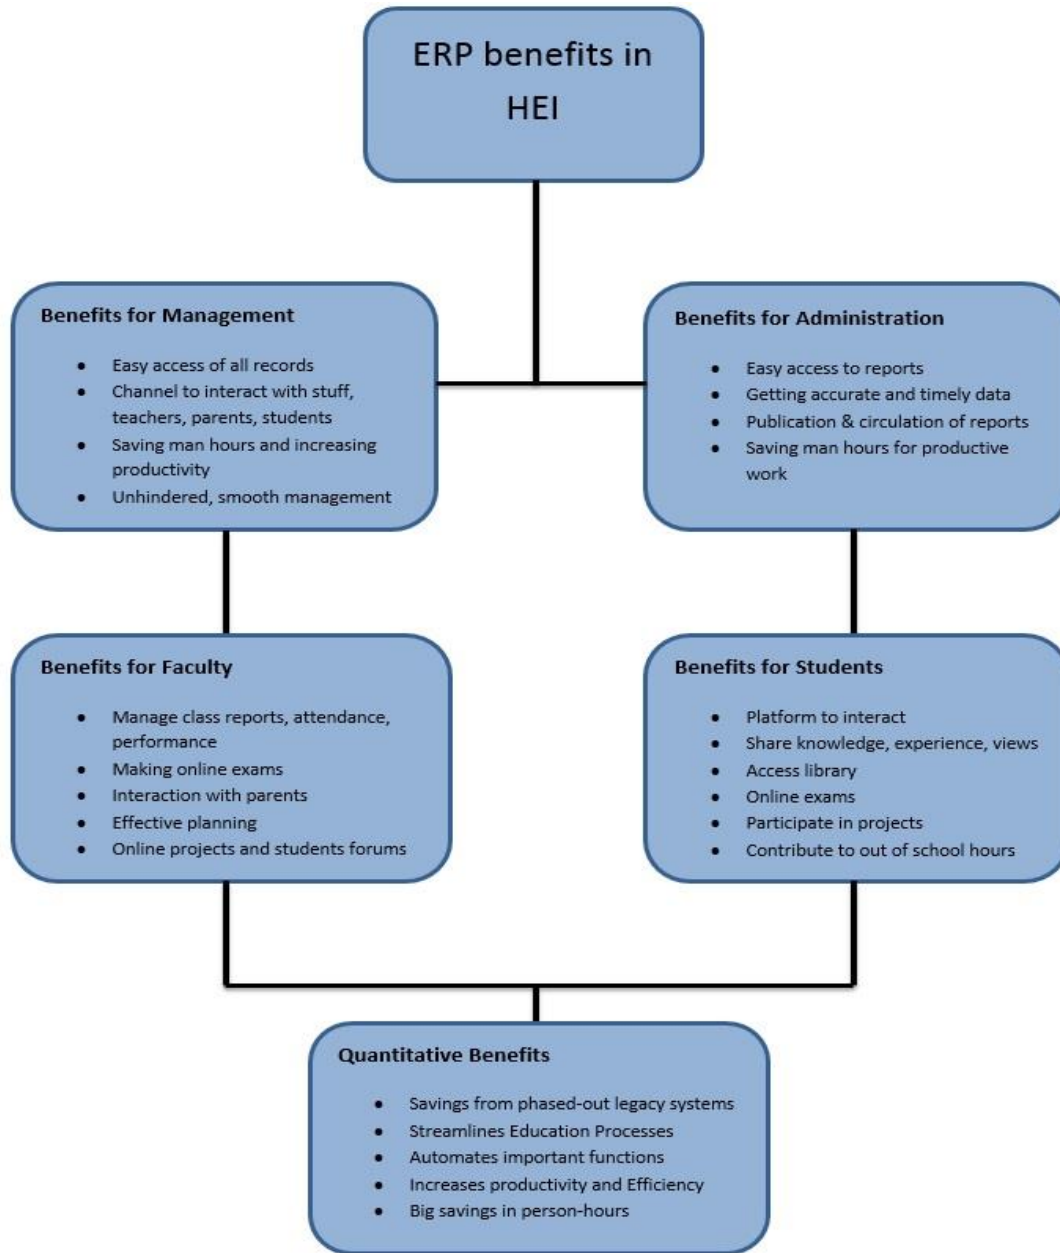 ERP benefits in
HEI
Benefits for Management
• Easy access of all records
• Channel to interact with stuff,
teachers, parents, students
• Saving man hours and increasing
productivity
• Unhindered, smooth management
Benefits for Administration
• Easy access to reports
• Getting accurate and timely data
• Publication & circulation of reports
• Saving man hours for productive
work
Benefits for Faculty
• Manage class reports, attendance,
performance
• Making online exams
• Interaction with parents
• Effective planning
• Online projects and students forums
Benefits for Students
• Platform to interact
• Share knowledge, experience, views
• Access library
• Online exams
• Participate in projects
• Contribute to out of school hours
Quantitative Benefits
• Savings from phased-out legacy systems
• Streamlines Education Processes
• Automates important functions
• Increases productivity and Efficiency
• Big savings in person-hours